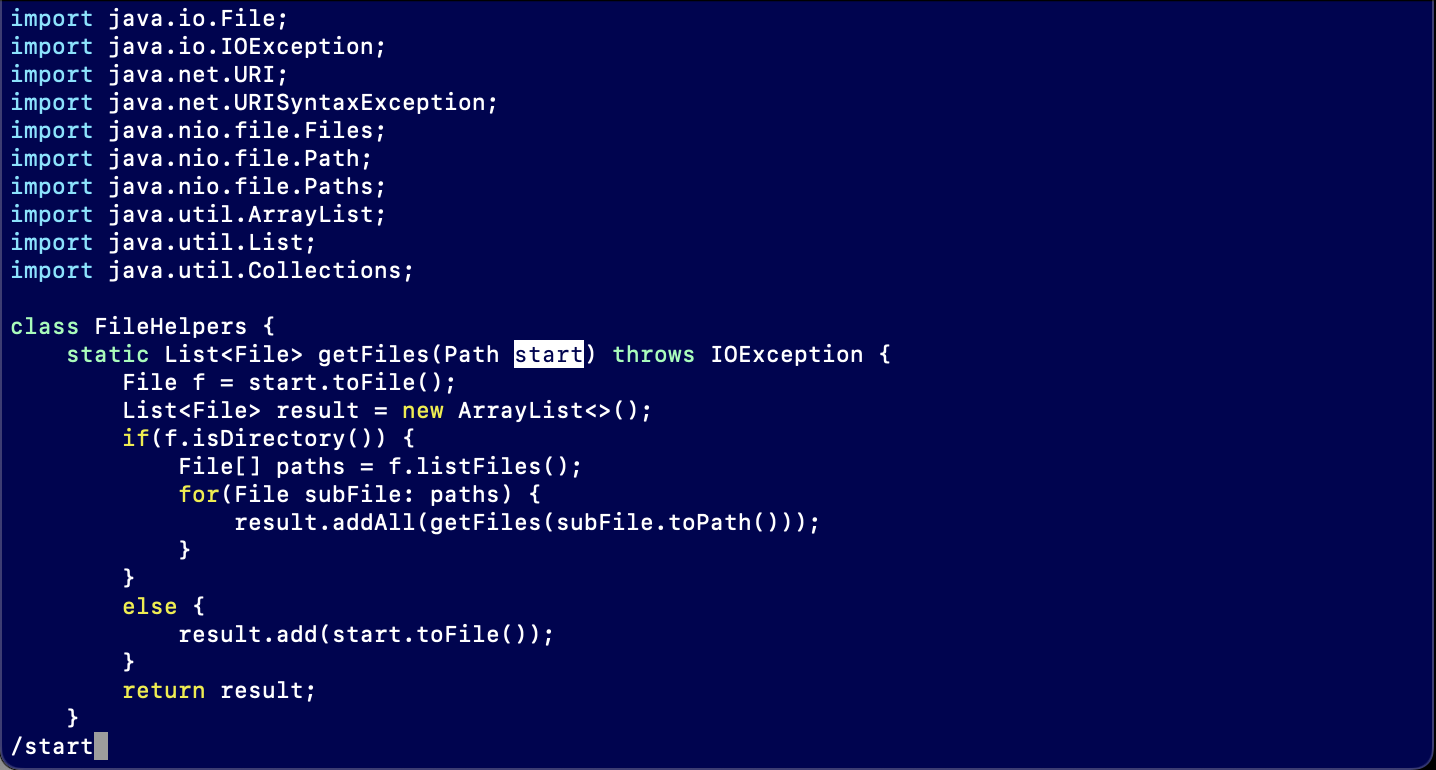 import java.io.File;
import java.io.IOException;
import java.net.URI;
import java.net.URISyntaxException;
import java.nio.file.Files;
import java.nio.file.Path;
import java.nio.file.Paths;
import java.util.ArrayList;
import java.util.List;
import java.util.Collections;

class FileHelpers {
    static List<File> getFiles(Path start) throws IOException {
        File f = start.toFile();
        List<File> result = new ArrayList<>();
        if(f.isDirectory()) {
            File[] paths = f.listFiles();
            for(File subFile: paths) {
                result.addAll(getFiles(subFile.toPath()));
            }
        }
        else {
            result.add(start.toFile());
        }
        return result;
    }
/start